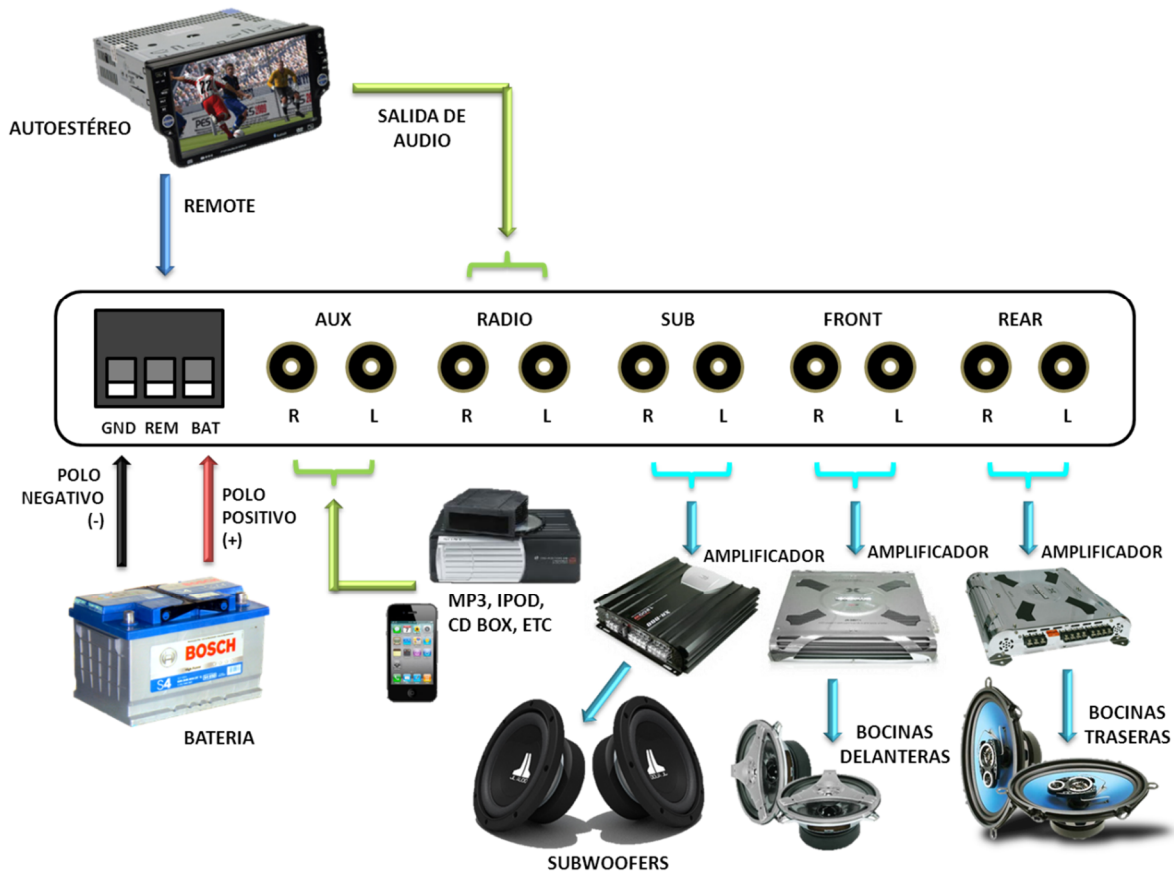 AUTOESTÉREO
SALIDA DE
AUDIO
REMOTE
AUX
RADIO
SUB
FRONT
REAR
R
L
R
L
R
L
R
L
R
L
GND
REM
BAT
POLO
NEGATIVO
(-)
POLO
POSITIVO
(+)
AMPLIFICADOR
AMPLIFICADOR
AMPLIFICADOR
MP3, IPOD,
CD BOX, ETC
BOSCH
S4
BATERIA
BOCINAS
DELANTERAS
BOCINAS
TRASERAS
SUBWOOFERS